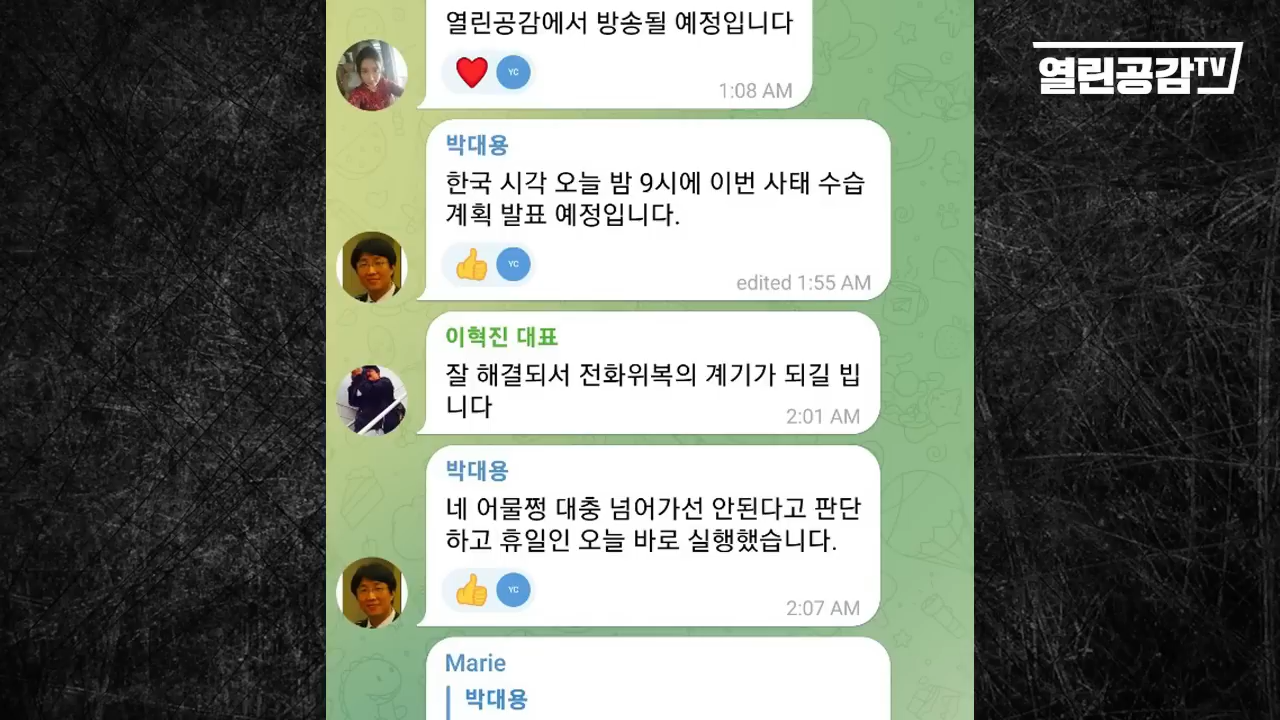 열린공감에서 방송될 예정입니다
YC
1:08 AM
열린공감TV
박대용
한국 시각 오늘 밤 9시에 이번 사태 수습
계획 발표 예정입니다.
YC
edited 1:55 AM
이혁진 대표
잘 해결되서 전화위복의 계기가 되길 빕
니다
2:01 AM
박대용
네 어물쩡 대충 넘어가선 안된다고 판단
하고 휴일인 오늘 바로 실행했습니다.
YC
2:07 AM
Marie
박대용